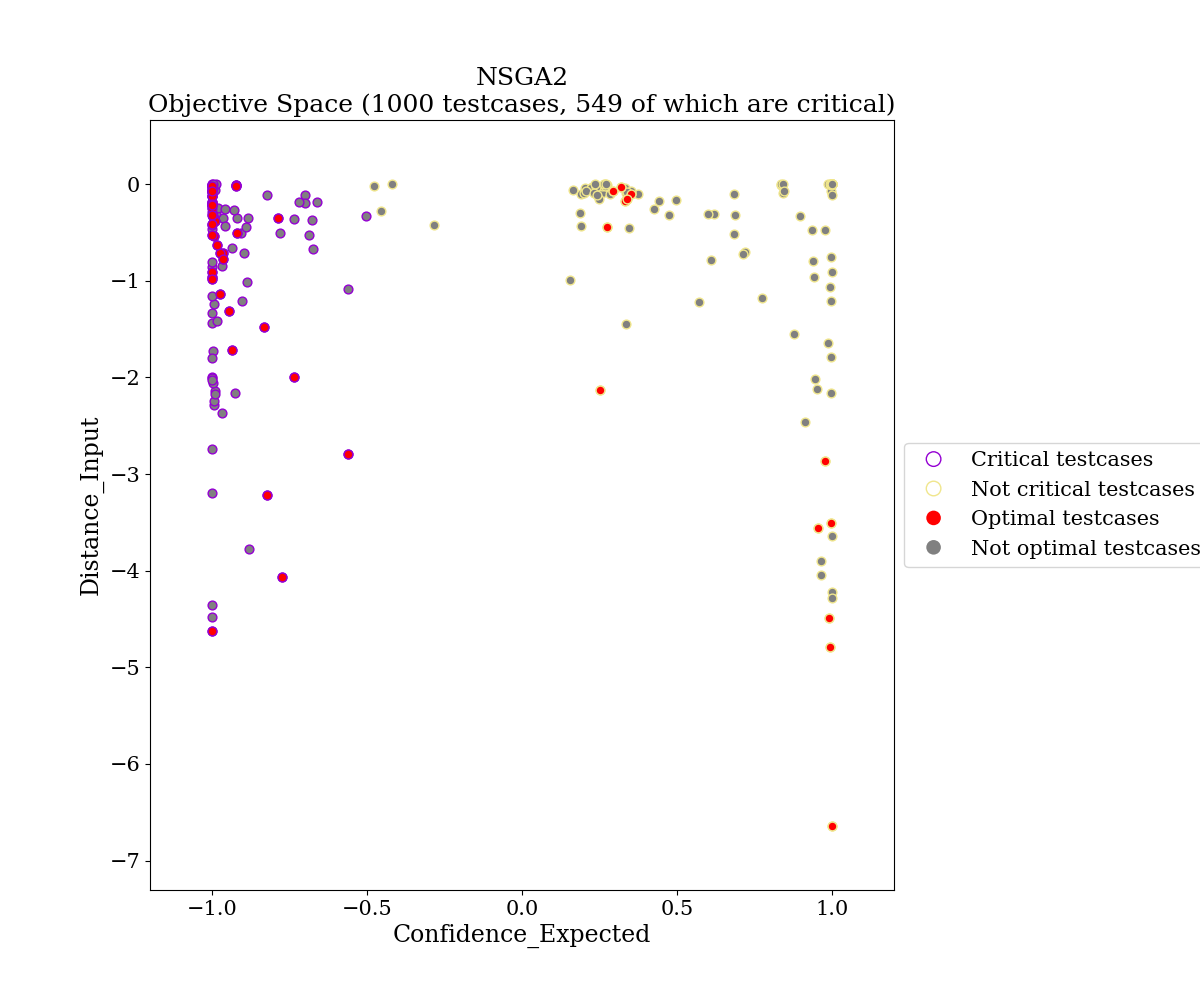 NSGA2
Objective Space (1000 testcases, 549 of which are critical)
0
−1
−2
−3
−4
−5
−6
−7
Distance_Input
−1.0
−0.5
0.0
0.5
1.0
Confidence_Expected
Critical testcases
Not critical testcases
Optimal testcases
Not optimal testcases